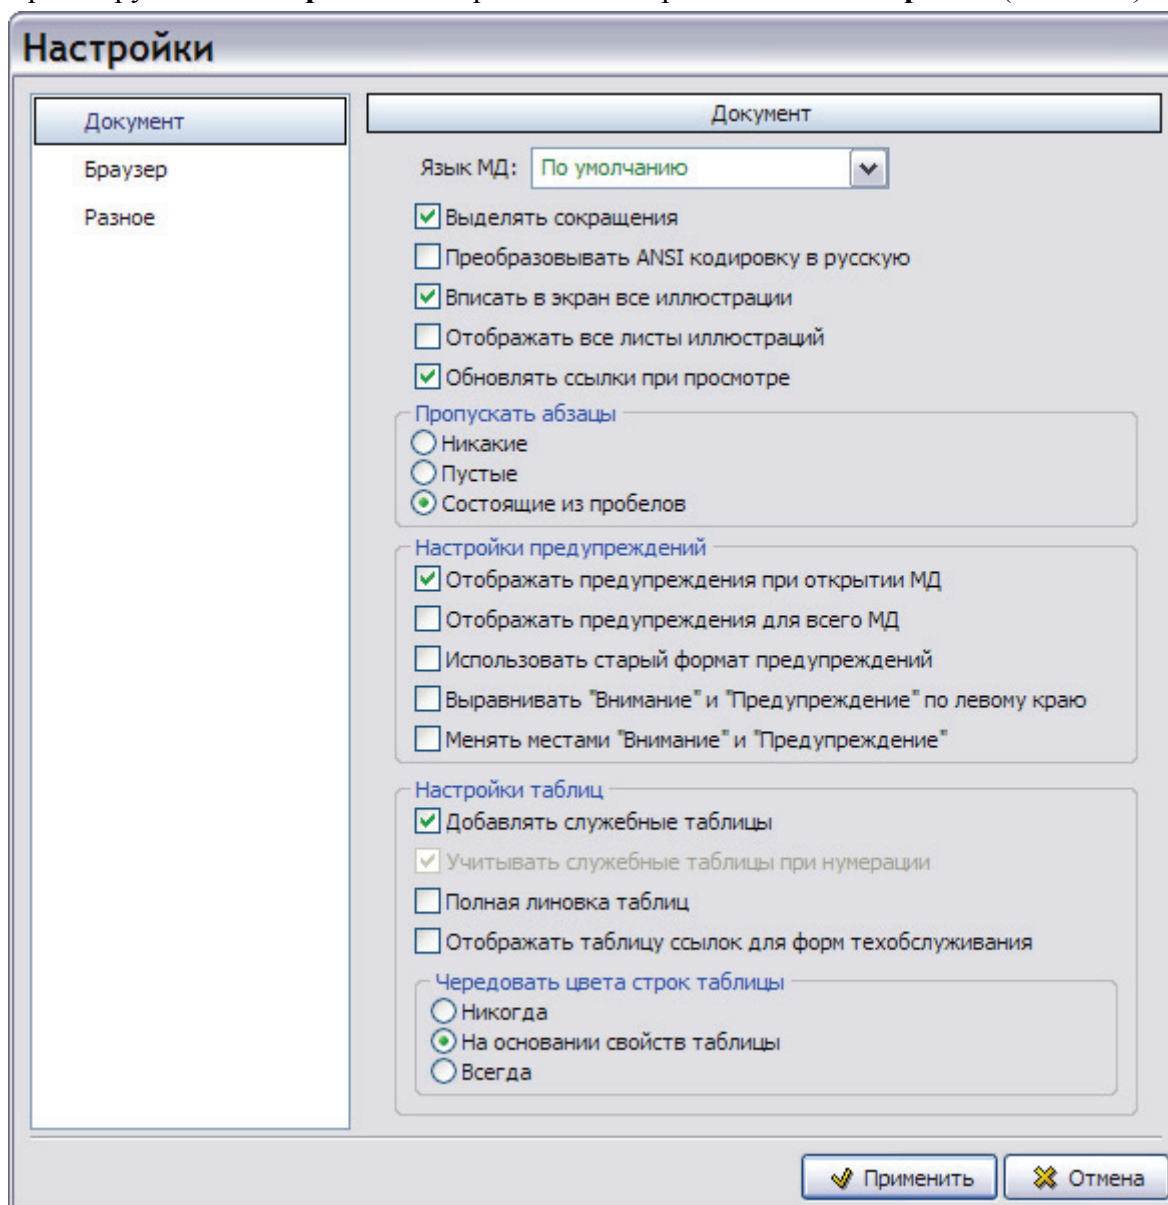 Настройки
Документ
Браузер
Разное
Документ
Язык МД: По умолчанию
Выделять сокращения
Преобразовывать ANSI кодировку в русскую
Вписать в экран все иллюстрации
Отображать все листы иллюстраций
Обновлять ссылки при просмотре
Пропускать абзацы
Никакие
Пустые
Состоящие из пробелов
Настройки предупреждений
Отображать предупреждения при открытии МД
Отображать предупреждения для всего МД
Использовать старый формат предупреждений
Выравнивать "Внимание" и "Предупреждение" по левому краю
Менять местами "Внимание" и "Предупреждение"
Настройки таблиц
Добавлять служебные таблицы
Учитывать служебные таблицы при нумерации
Полная линовка таблиц
Отображать таблицу ссылок для форм техобслуживания
Чередовать цвета строк таблицы
Никогда
На основании свойств таблицы
Всегда
Применить
Отмена